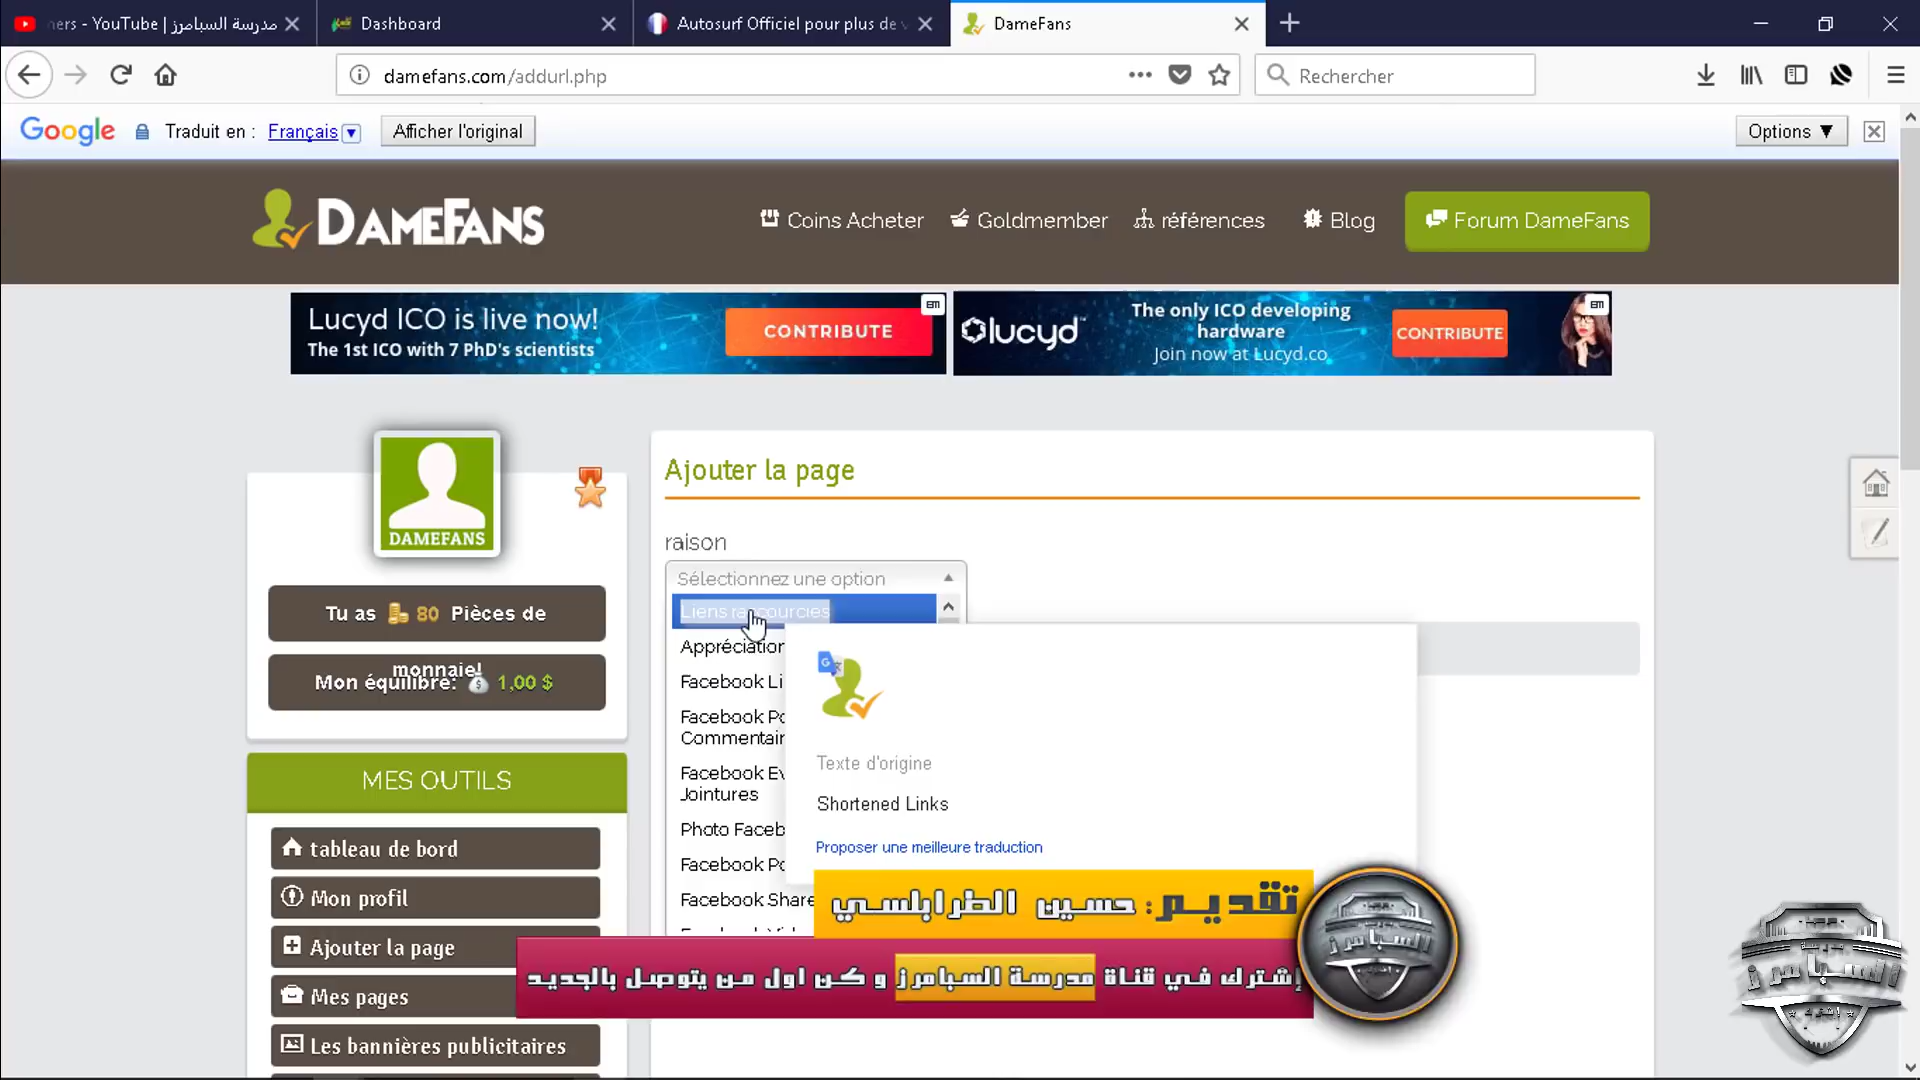 ners - YouTube | مدرسة السبامرز
Dashboard
Autosurf Officiel pour plus de v
DameFans
damefans.com/addurl.php
Rechercher
Google
Traduit en :
Français
Afficher l'original
Options ▼
DAMEFANS
Coins Acheter
Goldmember
références
Blog
Forum DameFans
Lucyd ICO is live now!
The 1st ICO with 7 PhD's scientists
CONTRIBUTE
lucyd
The only ICO developing
hardware
Join now at Lucyd.co
CONTRIBUTE
DAMEFANS
Tu as 80 Pièces de
monnaie!
Mon équilibre: 1,00 $
MES OUTILS
tableau de bord
Mon profil
Ajouter la page
Mes pages
Les bannières publicitaires
Ajouter la page
raison
Sélectionnez une option
Liens raccourcies
Appréciation
Facebook Li
Facebook Po
Commentair
Facebook Ev
Jointures
Photo Faceb
Facebook Po
Facebook Share
Texte d'origine
Shortened Links
Proposer une meilleure traduction
تقديم: حسين الطرابلسي
إشترك في قناة مدرسة السبامرز و كن اول من يتوصل بالجديد
السبامرز
السبامرز